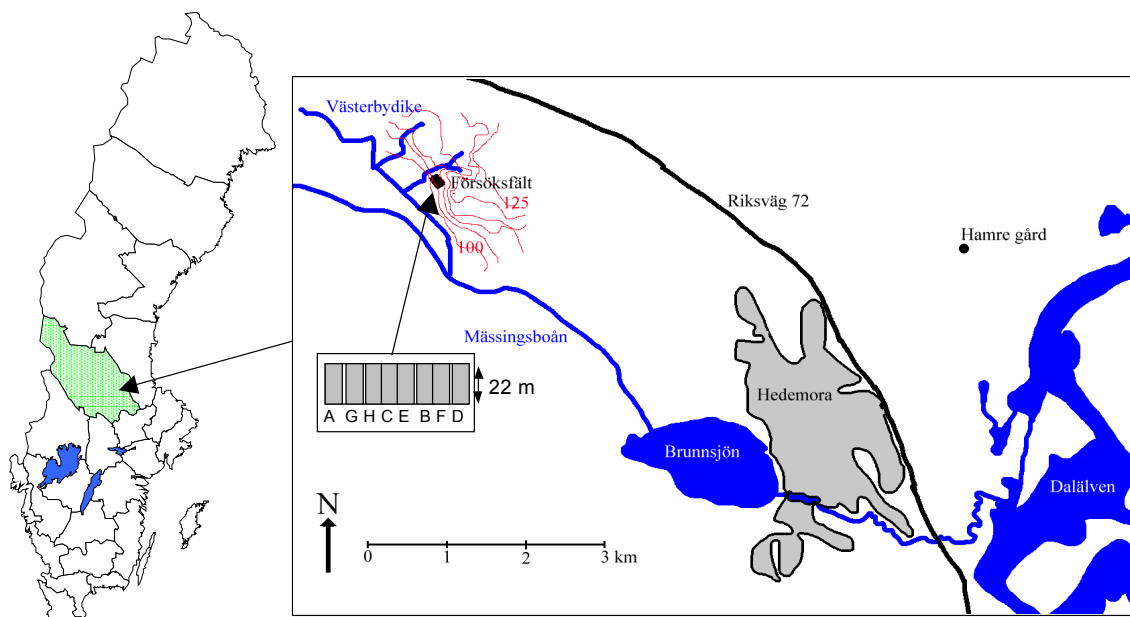 Västerbydike
Försöksfält
125
Riksväg 72
Hamre gård
100
Mässingsboån
22 m
A G H C E B F D
Hedemora
Brunnsjön
Dalälven
N
0 1 2 3 km